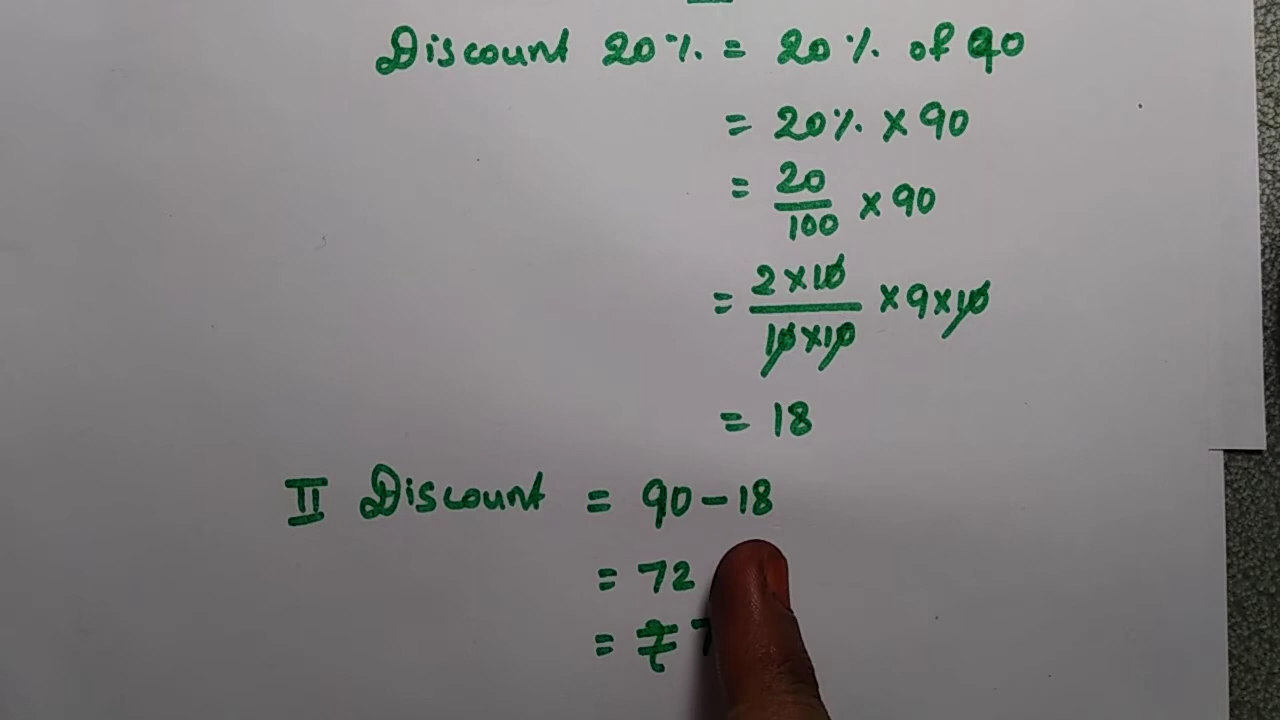 Discount 20% = 20% of 90
= 20% × 90
= 20/100 × 90
= 2×10/10×10 × 9×10
= 18
II Discount = 90 - 18
= 72
= ₹ 7